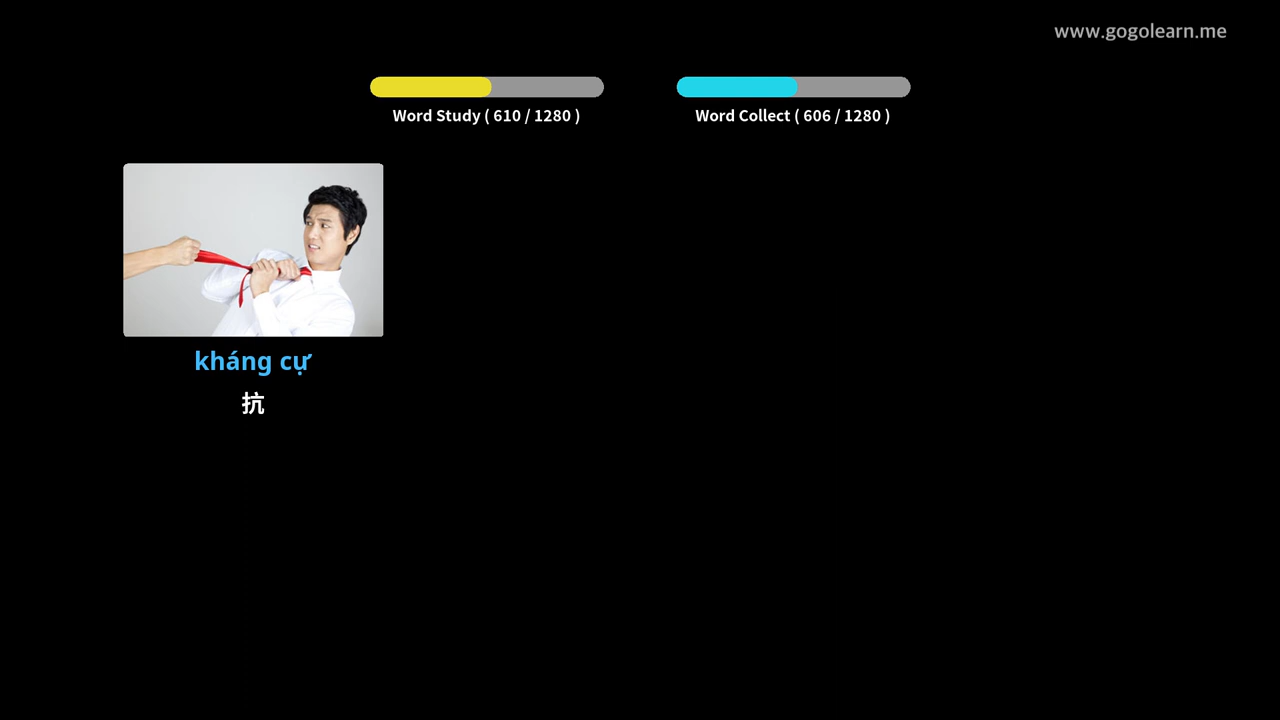 www.gogolearn.me
Word Study ( 610 / 1280 )
Word Collect ( 606 / 1280 )
kháng cự
抗